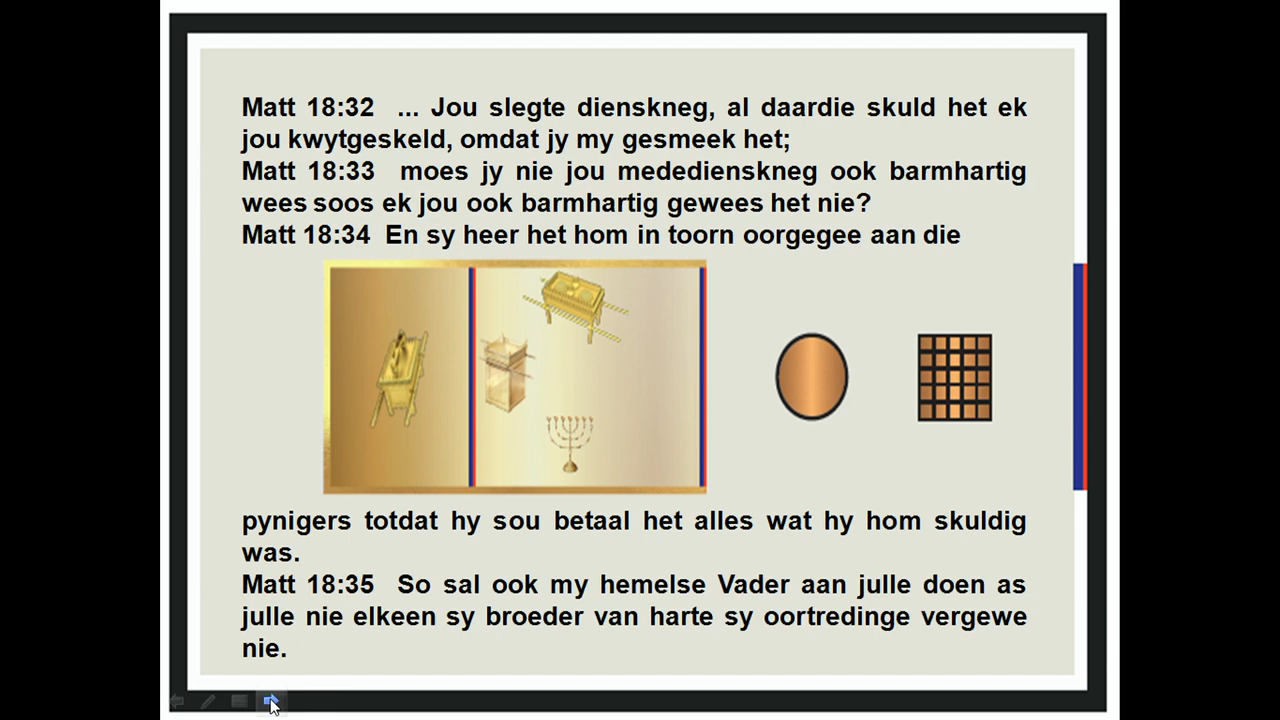 Matt 18:32 ... Jou slegte dienskneg, al daardie skuld het ek
jou kwytgeskeld, omdat jy my gesmeek het;
Matt 18:33 moes jy nie jou mededienskneg ook barmhartig
wees soos ek jou ook barmhartig gewees het nie?
Matt 18:34 En sy heer het hom in toorn oorgegee aan die
pynigers totdat hy sou betaal het alles wat hy hom skuldig
was.
Matt 18:35 So sal ook my hemelse Vader aan julle doen as
julle nie elkeen sy broeder van harte sy oortredinge vergewe
nie.